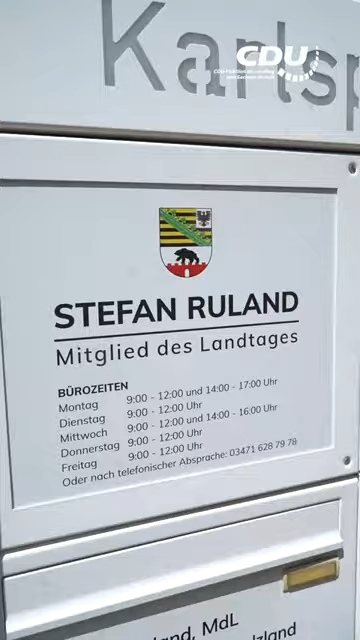 Karlsp
CDU
STEFAN RULAND
Mitglied des Landtages
BÜROZEITEN
Montag 9:00 - 12:00 und 14:00 - 17:00 Uhr
Dienstag 9:00 - 12:00 Uhr
Mittwoch 9:00 - 12:00 und 14:00 - 16:00 Uhr
Donnerstag 9:00 - 12:00 Uhr
Freitag 9:00 - 12:00 Uhr
Oder nach telefonischer Absprache: 03471 628 79 78
land, MdL